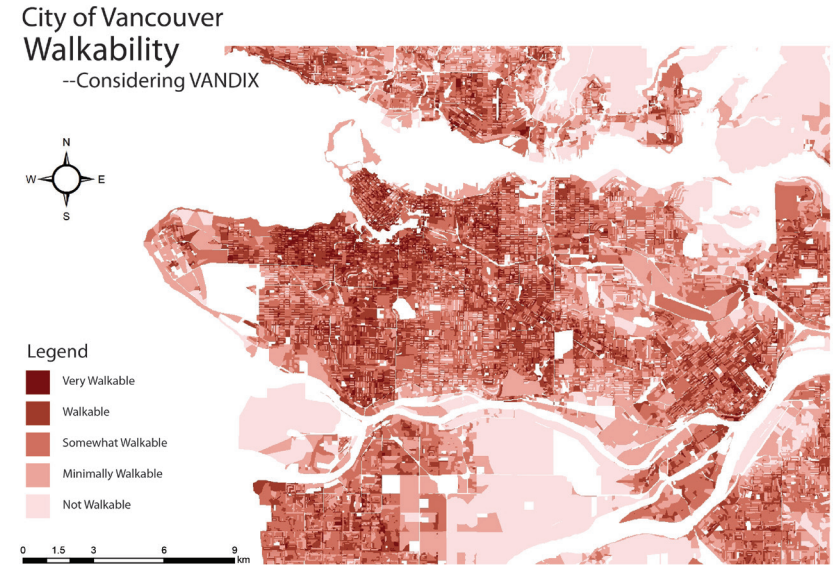 City of Vancouver
Walkability
--Considering VANDIX
N
W E
S
Legend
Very Walkable
Walkable
Somewhat Walkable
Minimally Walkable
Not Walkable
0 1.5 3 6 9
km